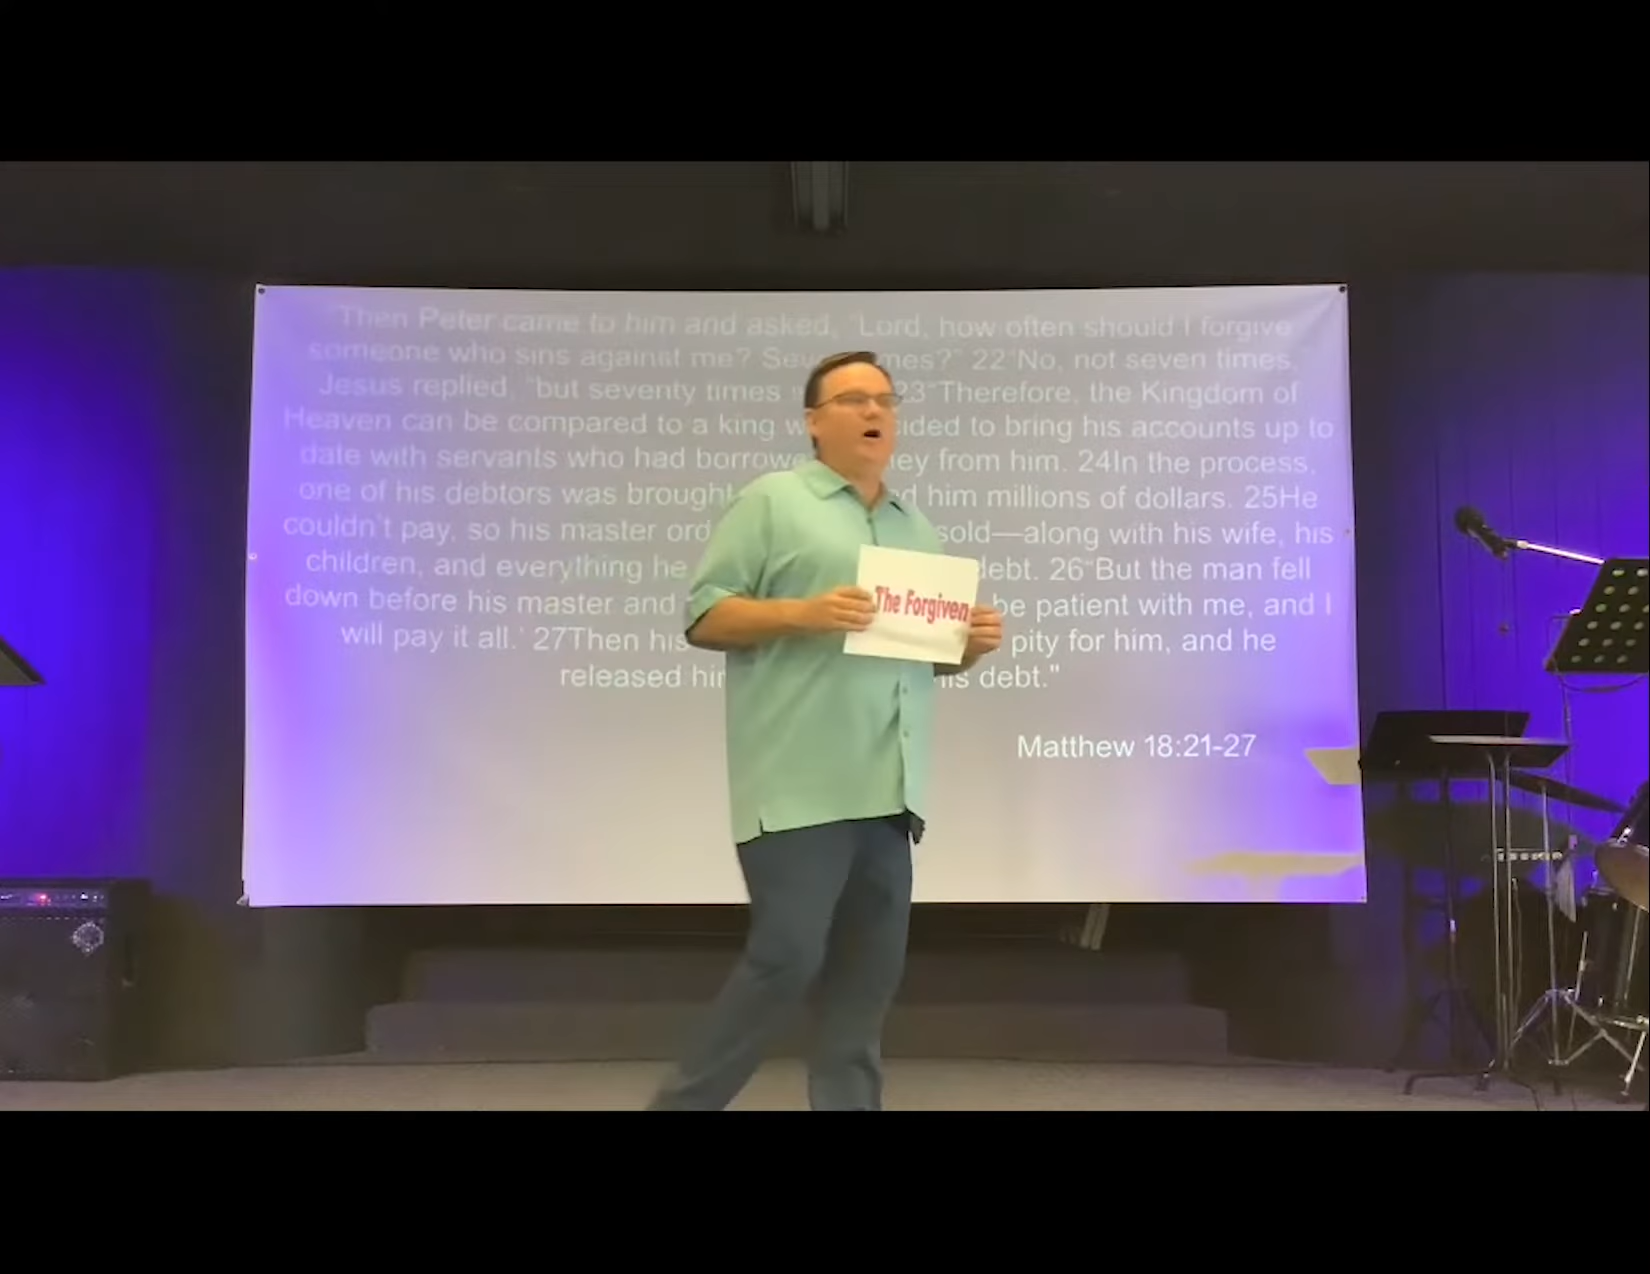 "Then Peter came to him and asked, "Lord, how often should I forgive
someone who sins against me? Seven times?" 22"No, not seven times,
Jesus replied, "but seventy times 23"Therefore, the Kingdom of
Heaven can be compared to a king decided to bring his accounts up to
date with servants who had borrowed from him. 24In the process,
one of his debtors was brought him millions of dollars. 25He
couldn't pay, so his master sold—along with his wife, his
children, and everything he debt. 26"But the man fell
down before his master and be patient with me, and I
will pay it all.' 27Then his pity for him, and he
released his debt."
Matthew 18:21-27
The Forgiven